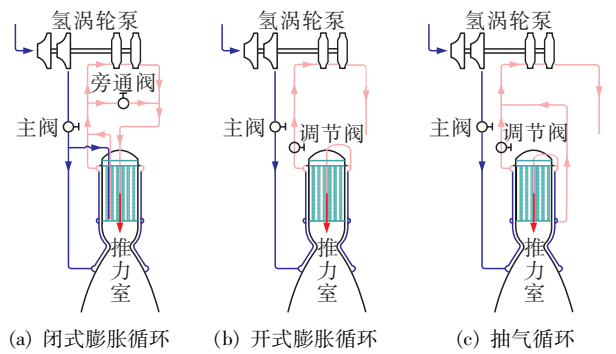 氢涡轮泵
旁通阀
主阀
推力室
(a) 闭式膨胀循环
氢涡轮泵
主阀
调节阀
推力室
(b) 开式膨胀循环
氢涡轮泵
主阀
调节阀
推力室
(c) 抽气循环